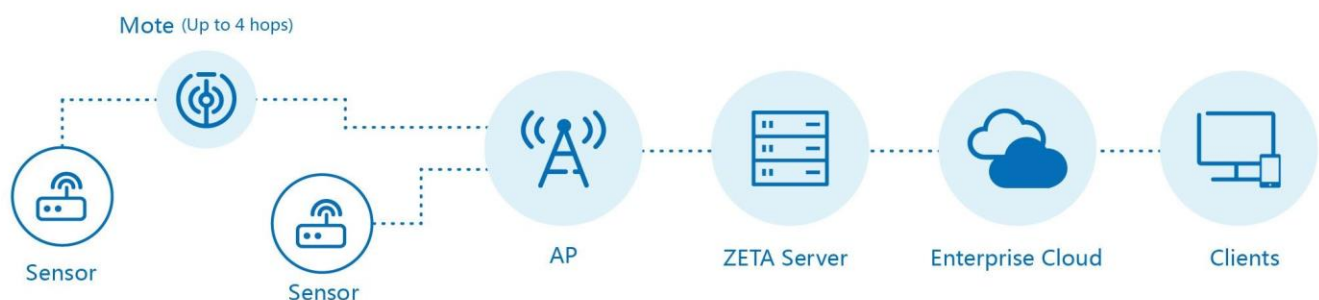 Mote (Up to 4 hops)
Sensor
Sensor
AP
ZETA Server
Enterprise Cloud
Clients